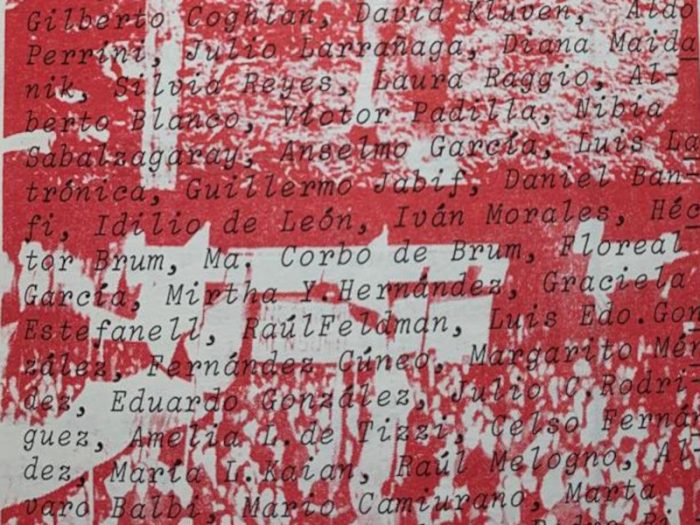 Gilberto Coghlan, David Kluven, Aldo
Perrini, Julio Larrañaga, Diana Maida
nik, Silvia Reyes, Laura Raggio, Al-
berto Blanco, Víctor Padilla, Nibia
Sabalzagaray, Anselmo García, Luis La
trónica, Guillermo Jabif, Daniel Ban-
fi, Idilio de León, Iván Morales, Héc
tor Brum, Ma. Corbo de Brum, Floreal
García, Mirtha Y.Hernández, Graciela
Estefanell, RaúlFeldman, Luis Edo.Gon
zález, Fernández Cúneo, Margarito Mén
dez, Eduardo González, Julio C.Rodrí-
guez, Amelia L.de Tizzi, Celso Fernán
dez, María L.Kaian, Raúl Melogno, Al-
varo Balbi, Mario Camiurano, Marta